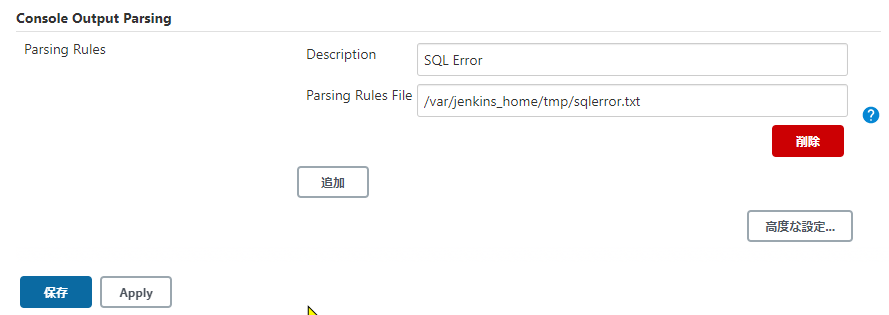 Console Output Parsing
Parsing Rules
Description
SQL Error
Parsing Rules File
/var/jenkins_home/tmp/sqlerror.txt
?
削除
追加
高度な設定...
保存
Apply